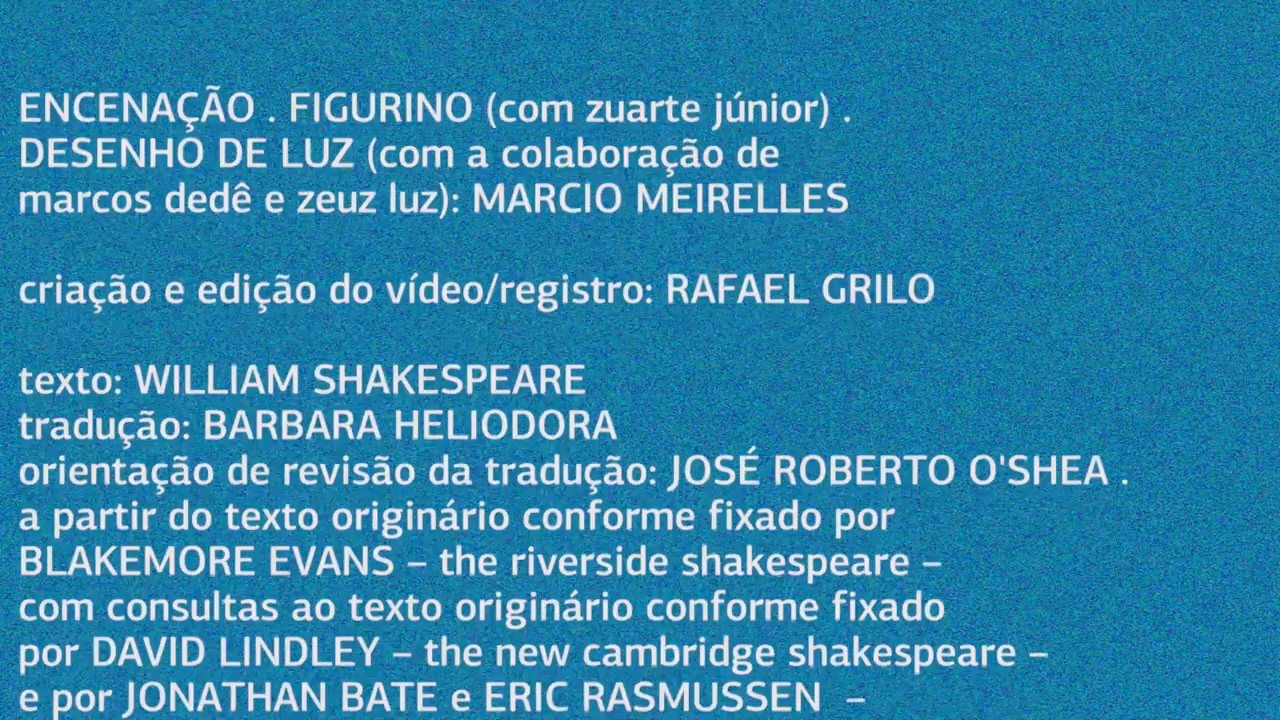 ENCENAÇÃO . FIGURINO (com zuarte júnior) .
DESENHO DE LUZ (com a colaboração de
marcos dedê e zeuz luz): MARCIO MEIRELLES
criação e edição do vídeo/registro: RAFAEL GRILO
texto: WILLIAM SHAKESPEARE
tradução: BARBARA HELIODORA
orientação de revisão da tradução: JOSÉ ROBERTO O'SHEA .
a partir do texto originário conforme fixado por
BLAKEMORE EVANS – the riverside shakespeare –
com consultas ao texto originário conforme fixado
por DAVID LINDLEY – the new cambridge shakespeare –
e por JONATHAN BATE e ERIC RASMUSSEN –